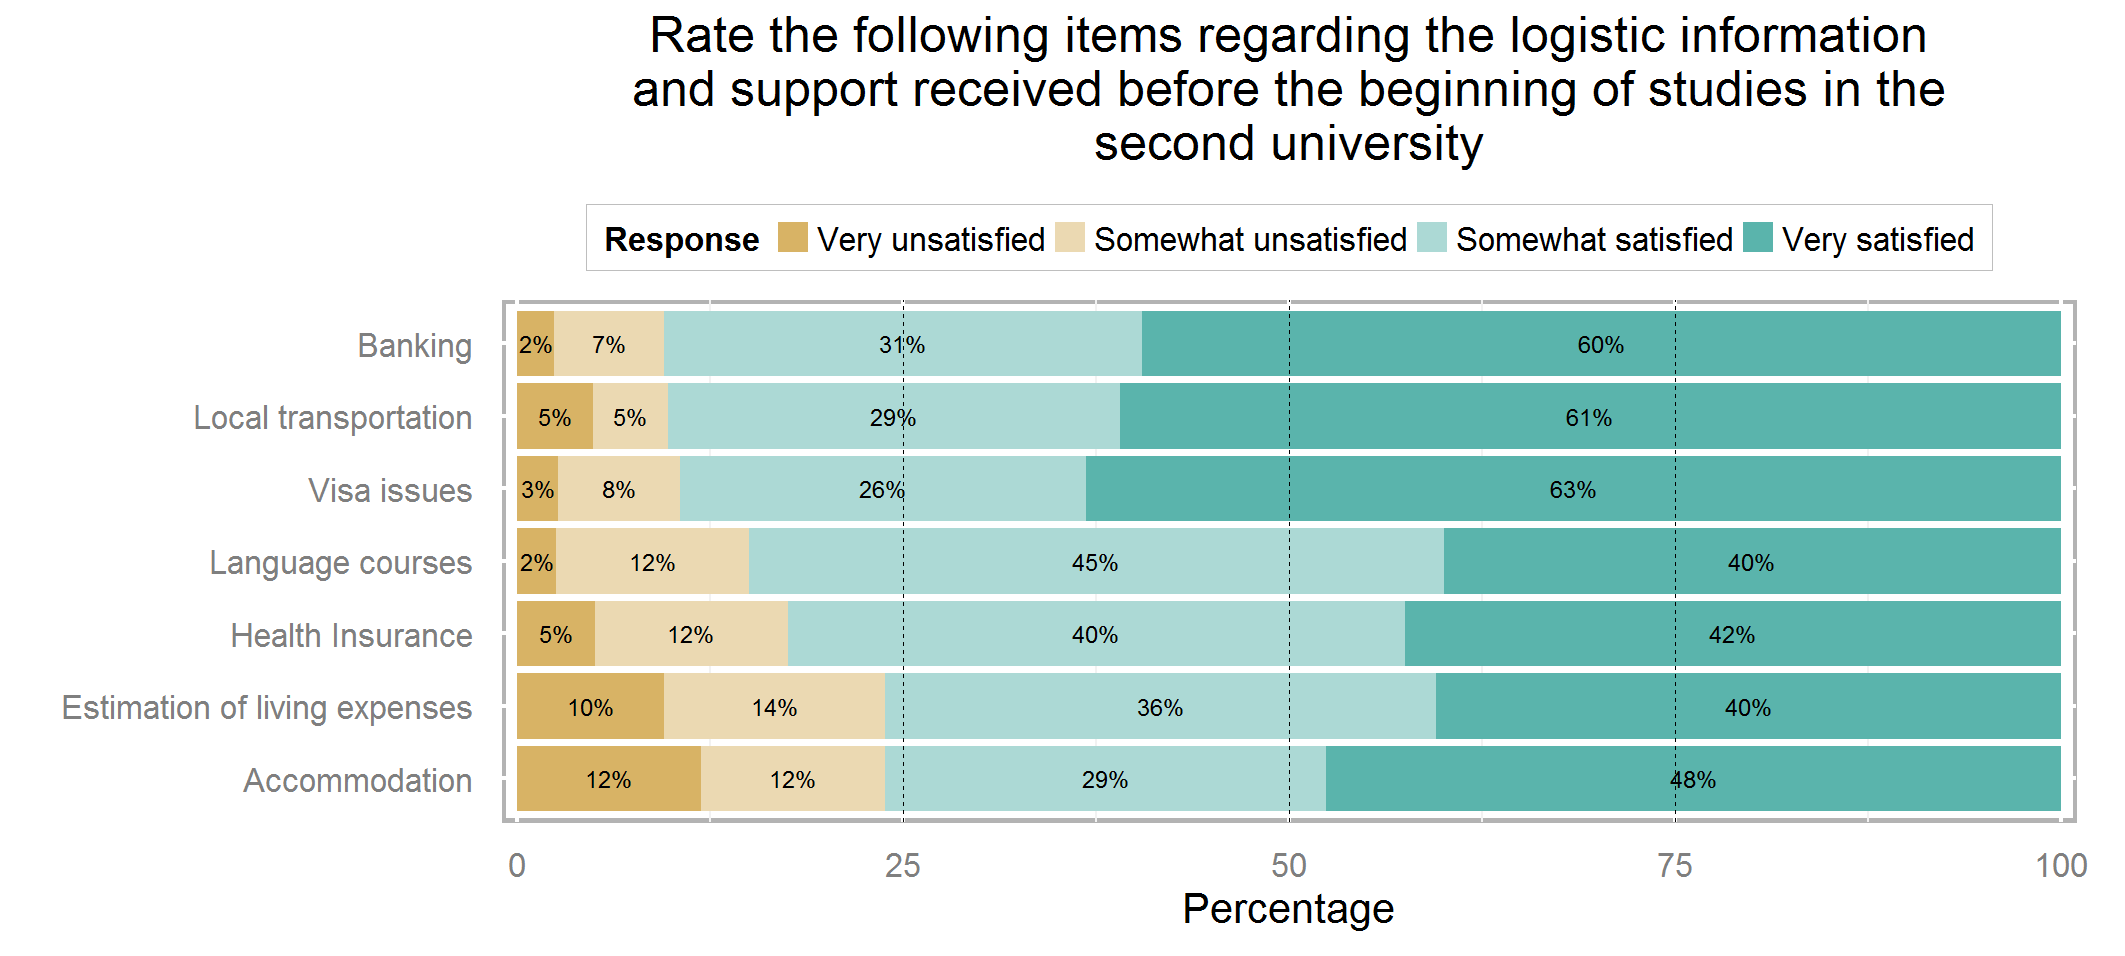 Rate the following items regarding the logistic information
and support received before the beginning of studies in the
second university
Response Very unsatisfied Somewhat unsatisfied Somewhat satisfied Very satisfied
Banking 2% 7% 31% 60%
Local transportation 5% 5% 29% 61%
Visa issues 3% 8% 26% 63%
Language courses 2% 12% 45% 40%
Health Insurance 5% 12% 40% 42%
Estimation of living expenses 10% 14% 36% 40%
Accommodation 12% 12% 29% 48%
0 25 50 75 100
Percentage